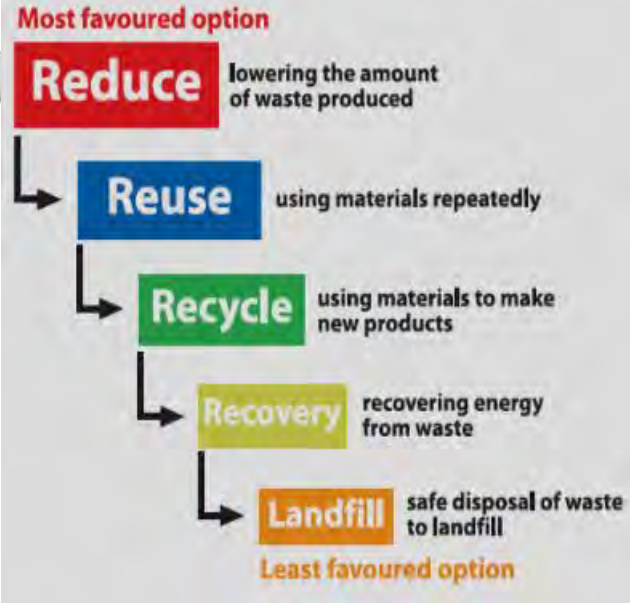 Most favoured option
Reduce
lowering the amount
of waste produced
Reuse
using materials repeatedly
Recycle
using materials to make
new products
Recovery
recovering energy
from waste
Landfill
safe disposal of waste
to landfill
Least favoured option